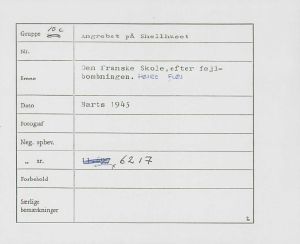 Gruppe 10 c Angrebet på Shellhuset
Nr.
Emne Den franske Skole, efter fejl-
bombningen.
Dato Marts 1945
Fotograf
Neg. opbev.
„ nr. x 6217
Forbehold
Særlige
bemærkninger